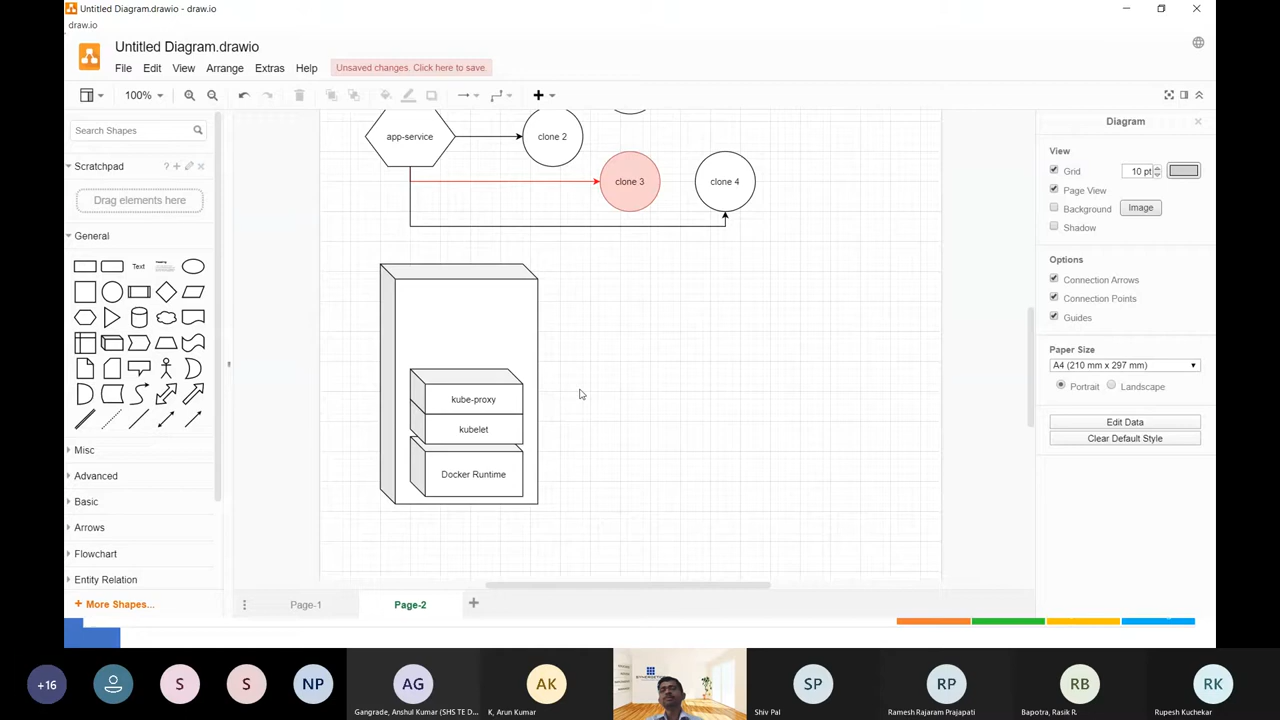 Untitled Diagram.drawio - draw.io
draw.io
Untitled Diagram.drawio
File Edit View Arrange Extras Help Unsaved changes. Click here to save.
100%
Search Shapes
Scratchpad
Drag elements here
General
Text
Misc
Advanced
Basic
Arrows
Flowchart
Entity Relation
+ More Shapes...
app-service
clone 2
clone 3
clone 4
kube-proxy
kubelet
Docker Runtime
Page-1
Page-2
Diagram
View
Grid 10 pt
Page View
Background Image
Shadow
Options
Connection Arrows
Connection Points
Guides
Paper Size
A4 (210 mm x 297 mm)
Portrait Landscape
Edit Data
Clear Default Style
+16
S
S
NP
AG
Gangrade, Anshul Kumar (SHS TE D...
AK
K, Arun Kumar
SP
Shiv Pal
RP
Ramesh Rajaram Prajapati
RB
Bapotra, Rasik R.
RK
Rupesh Kuchekar